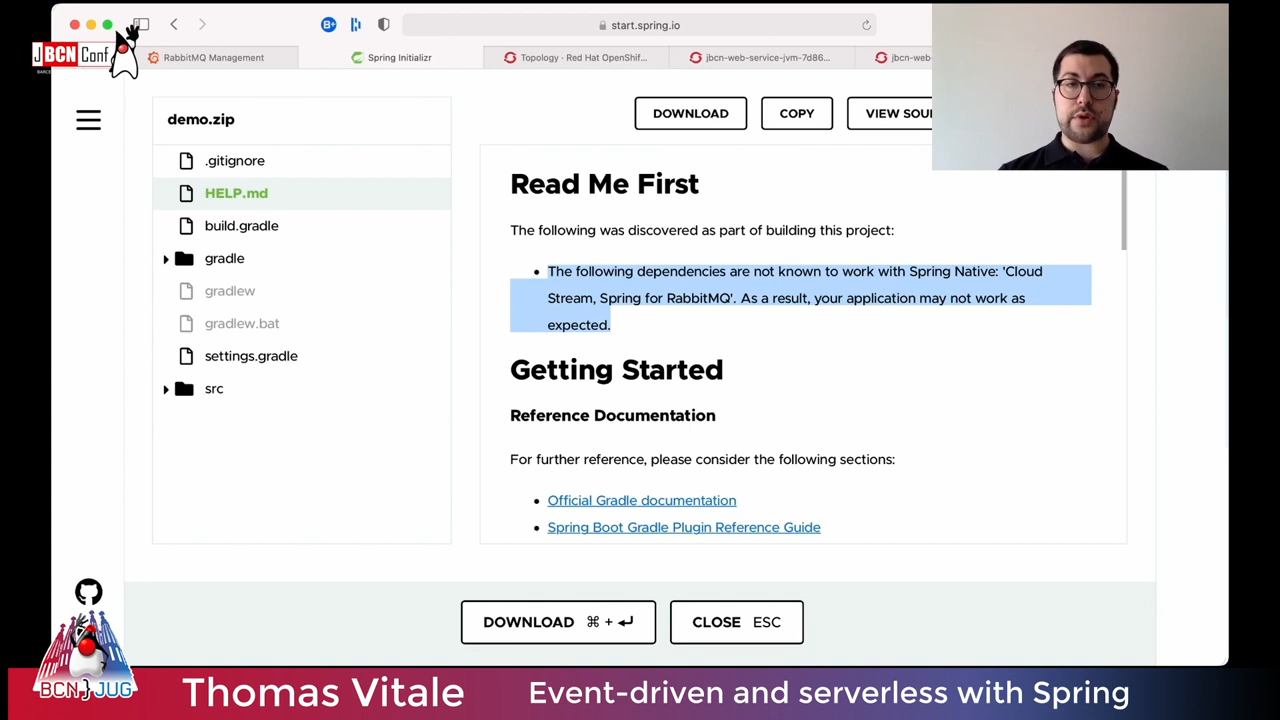 start.spring.io
JBCNConf
RabbitMQ Management
Spring Initializr
Topology · Red Hat OpenShif...
jbcn-web-service-jvm-7d86...
jbcn-web-
demo.zip
DOWNLOAD
COPY
VIEW SOU
.gitignore
HELP.md
build.gradle
gradle
gradlew
gradlew.bat
settings.gradle
src
Read Me First
The following was discovered as part of building this project:
• The following dependencies are not known to work with Spring Native: 'Cloud
Stream, Spring for RabbitMQ'. As a result, your application may not work as
expected.
Getting Started
Reference Documentation
For further reference, please consider the following sections:
• Official Gradle documentation
• Spring Boot Gradle Plugin Reference Guide
DOWNLOAD ⌘ + ↵
CLOSE ESC
BCN JUG
Thomas Vitale
Event-driven and serverless with Spring